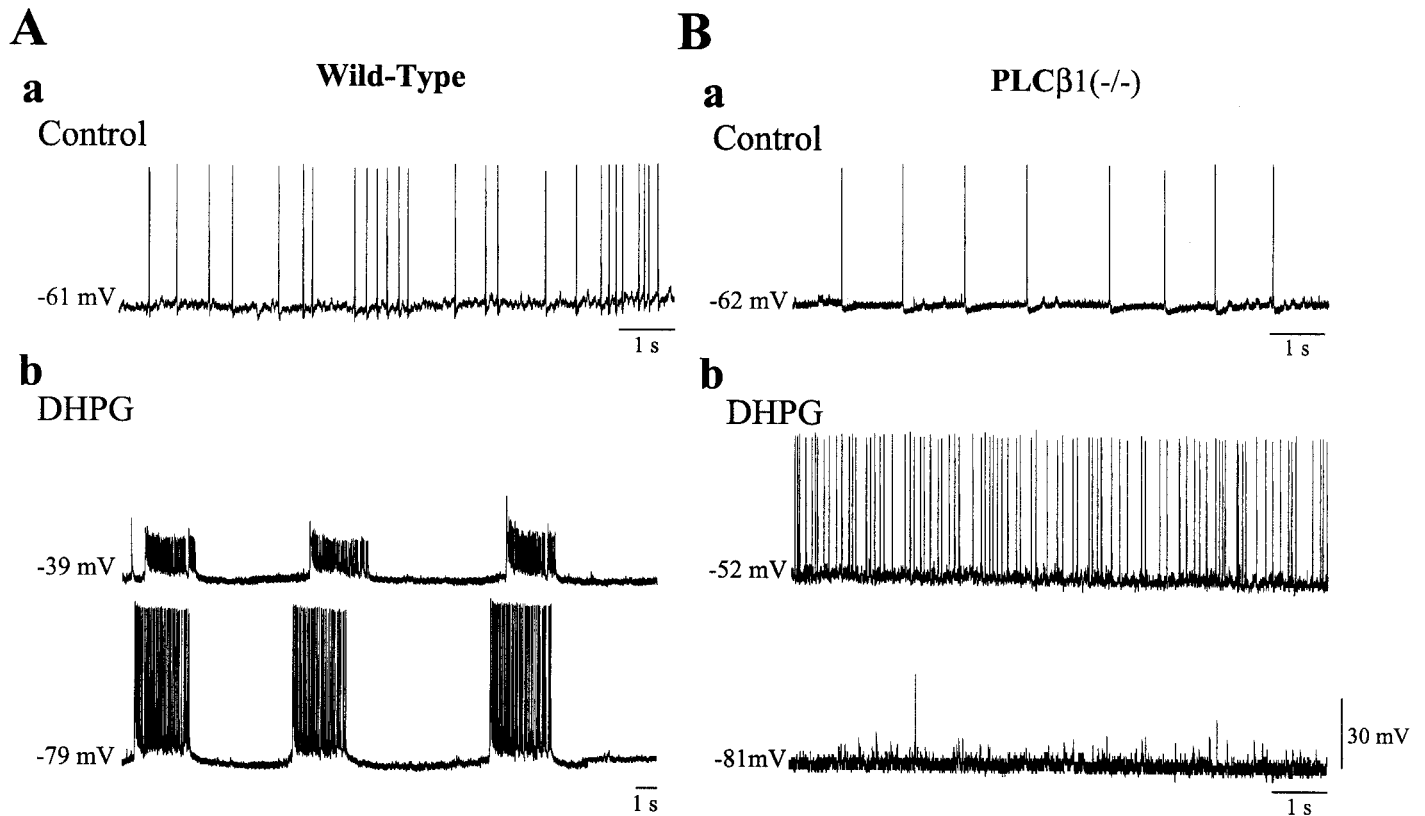 A
Wild-Type
a
Control
-61 mV
1 s
b
DHPG
-39 mV
-79 mV
1 s
B
PLCβ1(-/-)
a
Control
-62 mV
1 s
b
DHPG
-52 mV
-81mV
30 mV
1 s